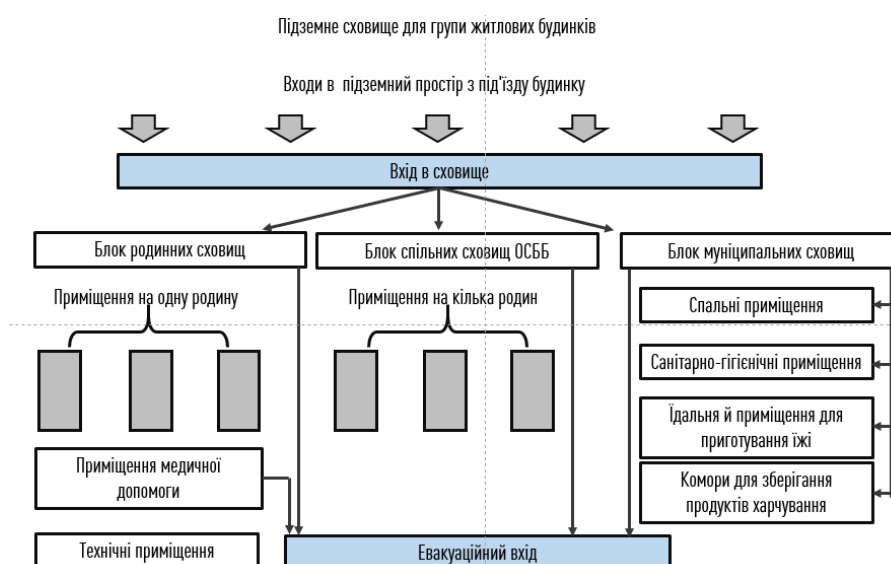 Підземне сховище для групи житлових будинків
Входи в підземний простір з під'їзду будинку
Вхід в сховище
Блок родинних сховищ
Блок спільних сховищ ОСББ
Блок муніципальних сховищ
Приміщення на одну родину
Приміщення на кілька родин
Спальні приміщення
Санітарно-гігієнічні приміщення
Їдальня й приміщення для
приготування їжі
Приміщення медичної
допомоги
Комори для зберігання
продуктів харчування
Технічні приміщення
Евакуаційний вхід